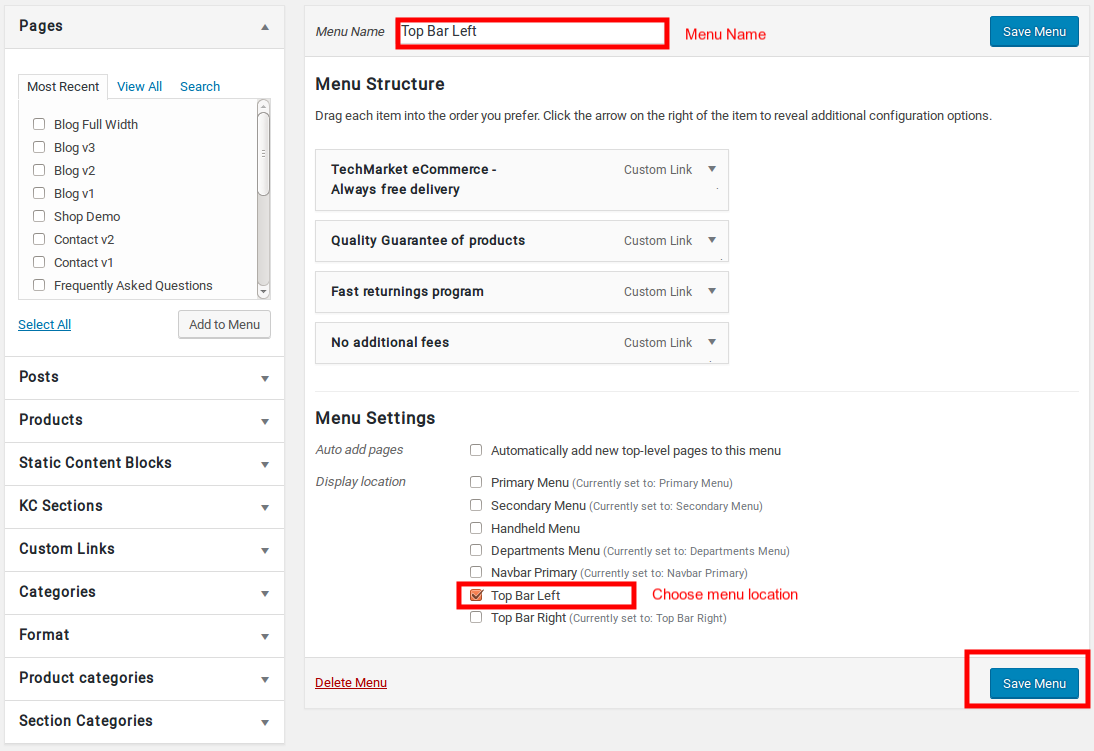 Pages
Most Recent View All Search
Blog Full Width
Blog v3
Blog v2
Blog v1
Shop Demo
Contact v2
Contact v1
Frequently Asked Questions
Select All Add to Menu
Posts
Products
Static Content Blocks
KC Sections
Custom Links
Categories
Format
Product categories
Section Categories
Menu Name Top Bar Left Menu Name Save Menu
Menu Structure
Drag each item into the order you prefer. Click the arrow on the right of the item to reveal additional configuration options.
TechMarket eCommerce - Custom Link
Always free delivery
Quality Guarantee of products Custom Link
Fast returnings program Custom Link
No additional fees Custom Link
Menu Settings
Auto add pages Automatically add new top-level pages to this menu
Display location Primary Menu (Currently set to: Primary Menu)
Secondary Menu (Currently set to: Secondary Menu)
Handheld Menu
Departments Menu (Currently set to: Departments Menu)
Navbar Primary (Currently set to: Navbar Primary)
Top Bar Left Choose menu location
Top Bar Right (Currently set to: Top Bar Right)
Delete Menu Save Menu